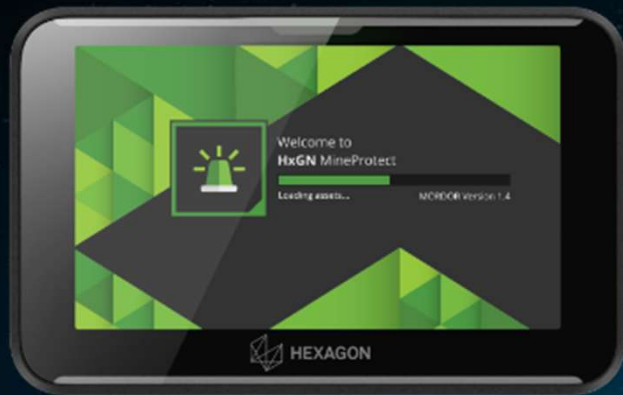 Welcome to
HxGN MineProtect
Loading assets...
MORDOR Version 1.4
HEXAGON